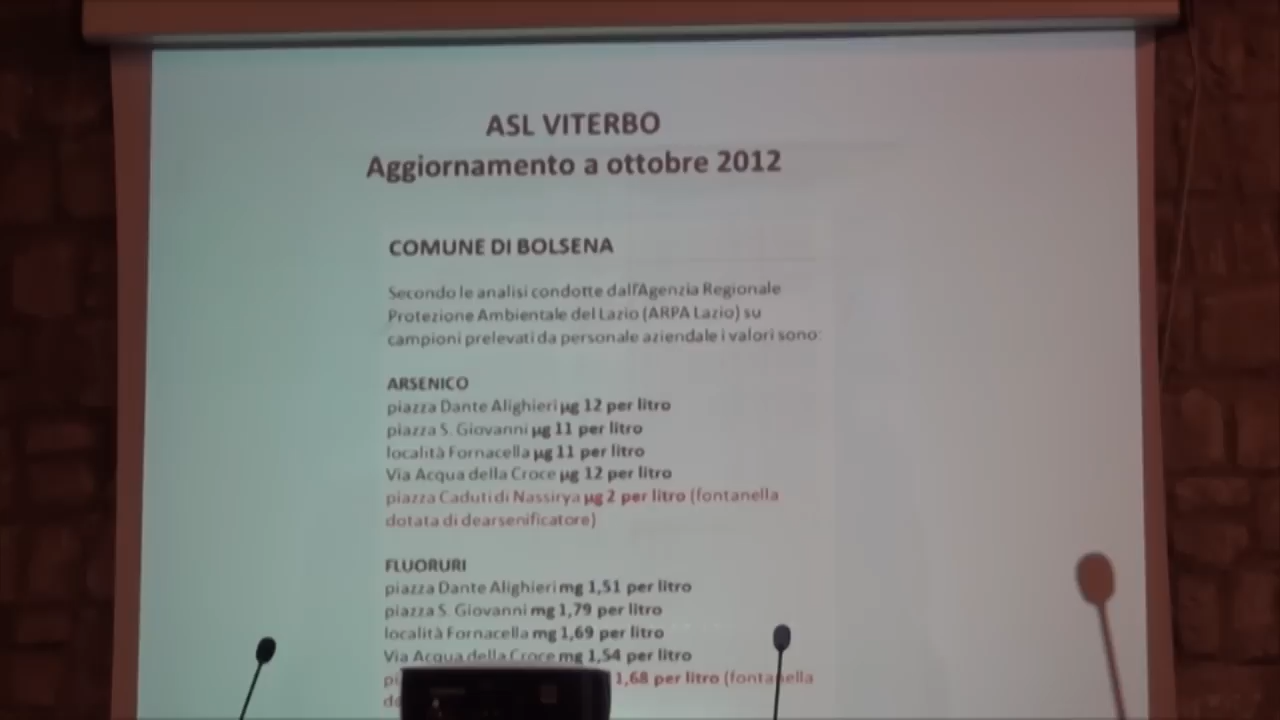 ASL VITERBO
Aggiornamento a ottobre 2012
COMUNE DI BOLSENA
Secondo le analisi condotte dall'Agenzia Regionale
Protezione Ambientale del Lazio (ARPA Lazio) su
campioni prelevati da personale aziendale i valori sono:
ARSENICO
piazza Dante Alighieri µg 12 per litro
piazza S. Giovanni µg 11 per litro
località Fornacella µg 11 per litro
Via Acqua della Croce µg 12 per litro
piazza Caduti di Nassirya µg 2 per litro (fontanella
dotata di dearsenificatore)
FLUORURI
piazza Dante Alighieri mg 1,51 per litro
piazza S. Giovanni mg 1,79 per litro
località Fornacella mg 1,69 per litro
Via Acqua della Croce mg 1,54 per litro
1,68 per litro (fontanella